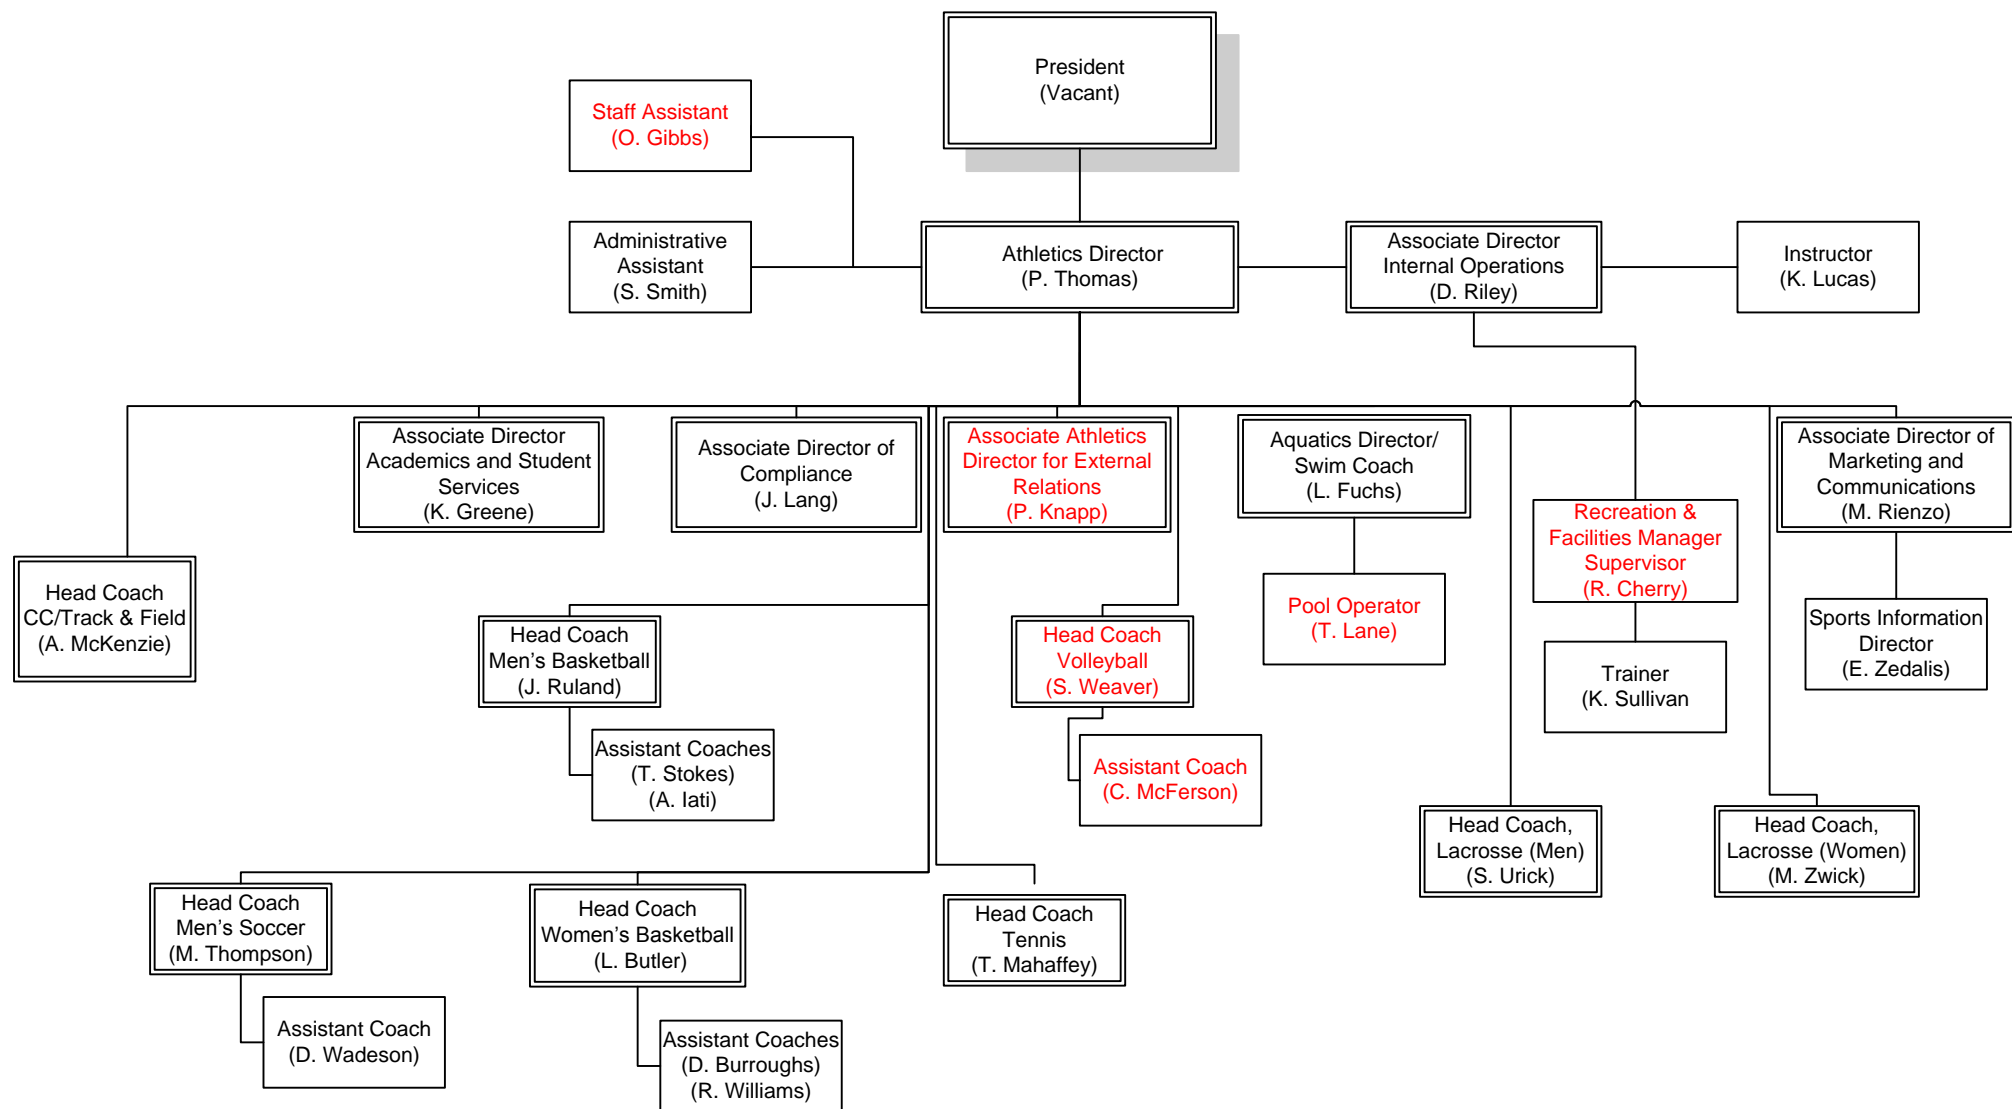 President
(Vacant)
Staff Assistant
(O. Gibbs)
Administrative
Assistant
(S. Smith)
Athletics Director
(P. Thomas)
Associate Director
Internal Operations
(D. Riley)
Instructor
(K. Lucas)
Associate Director
Academics and Student
Services
(K. Greene)
Associate Director of
Compliance
(J. Lang)
Associate Athletics
Director for External
Relations
(P. Knapp)
Aquatics Director/
Swim Coach
(L. Fuchs)
Associate Director of
Marketing and
Communications
(M. Rienzo)
Recreation &
Facilities Manager
Supervisor
(R. Cherry)
Head Coach
CC/Track & Field
(A. McKenzie)
Head Coach
Men’s Basketball
(J. Ruland)
Head Coach
Volleyball
(S. Weaver)
Pool Operator
(T. Lane)
Trainer
(K. Sullivan
Sports Information
Director
(E. Zedalis)
Assistant Coaches
(T. Stokes)
(A. Iati)
Assistant Coach
(C. McFerson)
Head Coach,
Lacrosse (Men)
(S. Urick)
Head Coach,
Lacrosse (Women)
(M. Zwick)
Head Coach
Men’s Soccer
(M. Thompson)
Head Coach
Women’s Basketball
(L. Butler)
Head Coach
Tennis
(T. Mahaffey)
Assistant Coach
(D. Wadeson)
Assistant Coaches
(D. Burroughs)
(R. Williams)